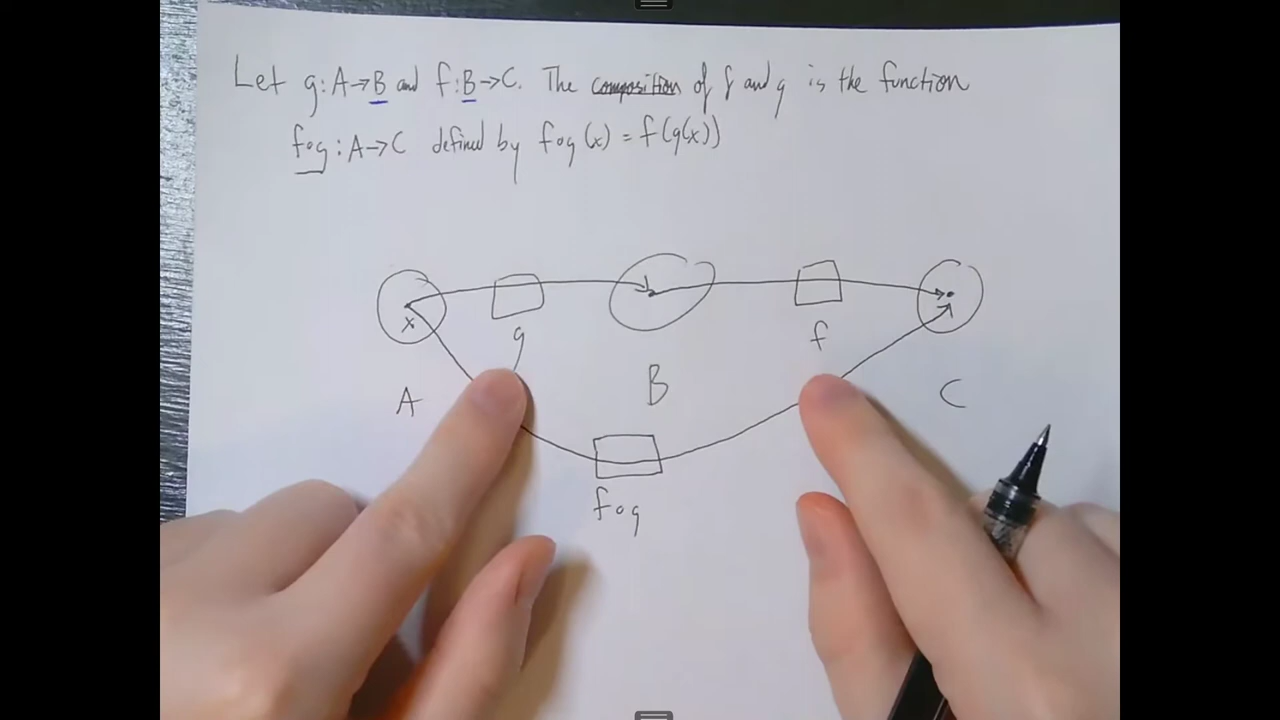 Let g:A→B and f:B→C. The composition of f and g is the function
f∘g:A→C defined by f∘g(x) = f(g(x))
x
g
f
A
B
C
f∘g